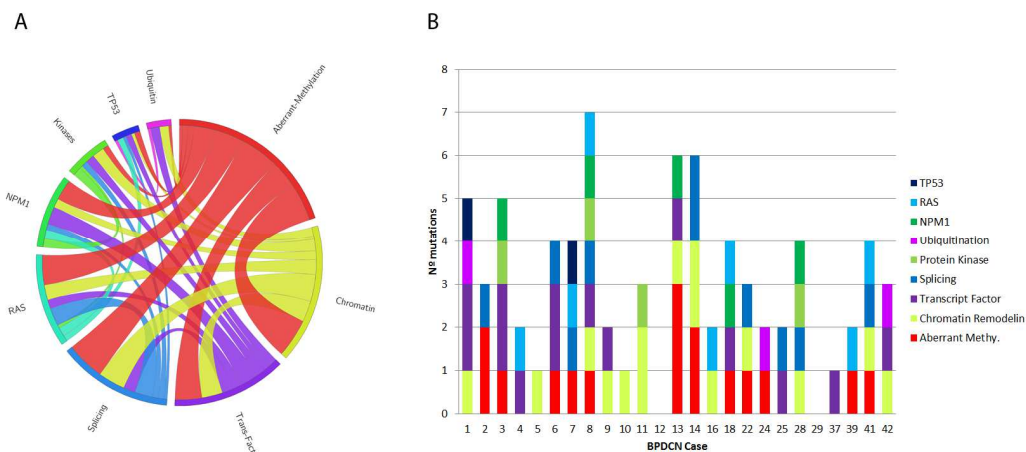 A
Aberrant-Methylation
Chromatin
Trans-Fact
Splicing
RAS
NPM1
Kinases
TP53
Ubiquitin
B
8
7
6
5
4
3
2
1
0
Nº mutations
1 2 3 4 5 6 7 8 9 10 11 12 13 14 16 18 22 24 25 28 29 37 39 41 42
BPDCN Case
TP53
RAS
NPM1
Ubiquitination
Protein Kinase
Splicing
Transcript Factor
Chromatin Remodelin
Aberrant Methy.